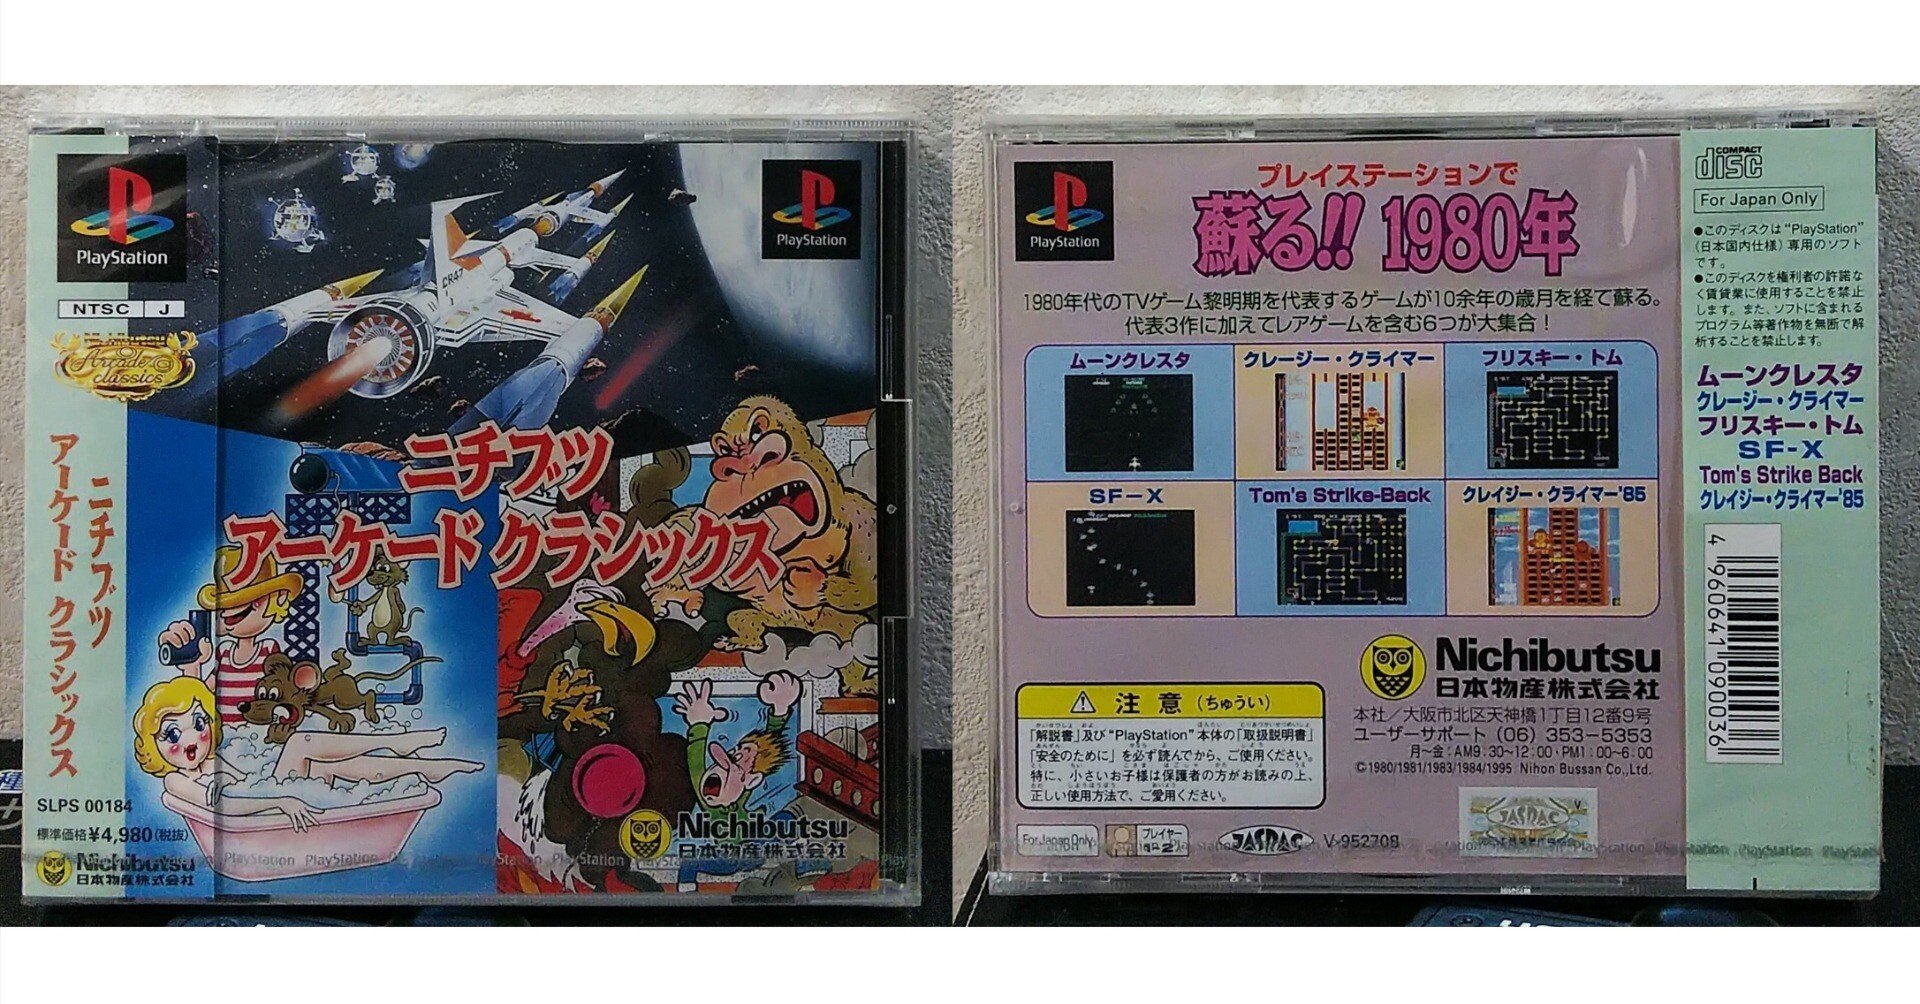 PlayStation
NTSC J
Arcade
classics
ニチブツ
アーケード クラシックス
SLPS 00184
標準価格¥4,980(税抜)
Nichibutsu
日本物産株式会社
PlayStation
CR47
ニチブツ
アーケード クラシックス
Nichibutsu
日本物産株式会社
PlayStation PlayStation PlayStation PlayStation
PlayStation
プレイステーションで
蘇る!! 1980年
1980年代のTVゲーム黎明期を代表するゲームが10余年の歳月を経て蘇る。
代表3作に加えてレアゲームを含む6つが大集合!
ムーンクレスタ
クレージー・クライマー
フリスキー・トム
SF-X
Tom's Strike-Back
クレイジー・クライマー'85
Nichibutsu
日本物産株式会社
本社/大阪市北区天神橋1丁目12番9号
ユーザーサポート (06) 353-5353
月~金:AM9:30~12:00・PM1:00~6:00
©1980/1981/1983/1984/1995 Nihon Bussan Co.,Ltd.
注意(ちゅうい)
「解説書」及び"PlayStation"本体の「取扱説明書」
「安全のために」を必ず読んでから、ご使用ください。
特に、小さいお子様は保護者の方がお読みの上、
正しい使用方法で、ご愛用ください。
For Japan Only
プレイヤー
1~2
JASRAC
V-952708
JASRAC
PlayStation PlayStation
COMPACT
disc
For Japan Only
●このディスクは"PlayStation"
(日本国内仕様)専用のソフト
です。
●このディスクを権利者の許諾な
く賃貸業に使用することを禁止
します。また、ソフトに含まれる
プログラム等著作物を無断で解
析することを禁止します。
ムーンクレスタ
クレージー・クライマー
フリスキー・トム
SF-X
Tom's Strike Back
クレイジー・クライマー'85
4 960641 090036